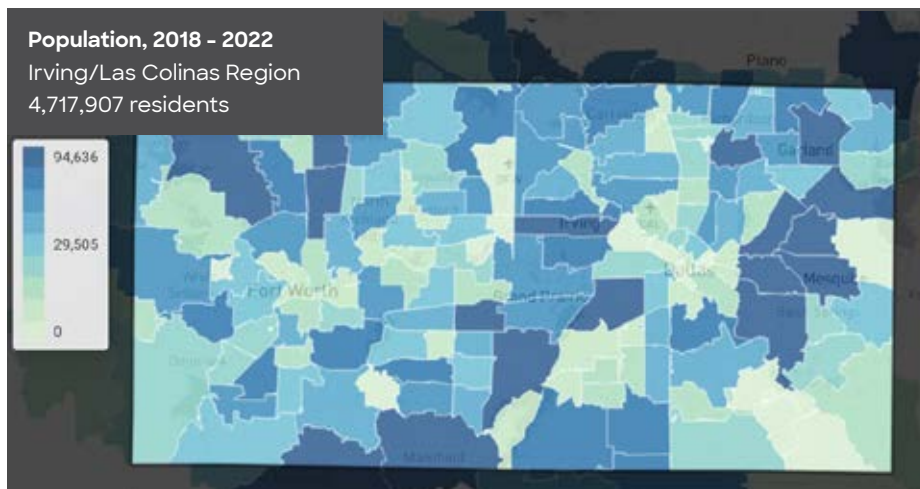 Population, 2018 – 2022
Irving/Las Colinas Region
4,717,907 residents
Plano
94,636
29,505
0
Garland
Irving
Dallas
Mesquite
Fort Worth
Grand Prairie
Mansfield